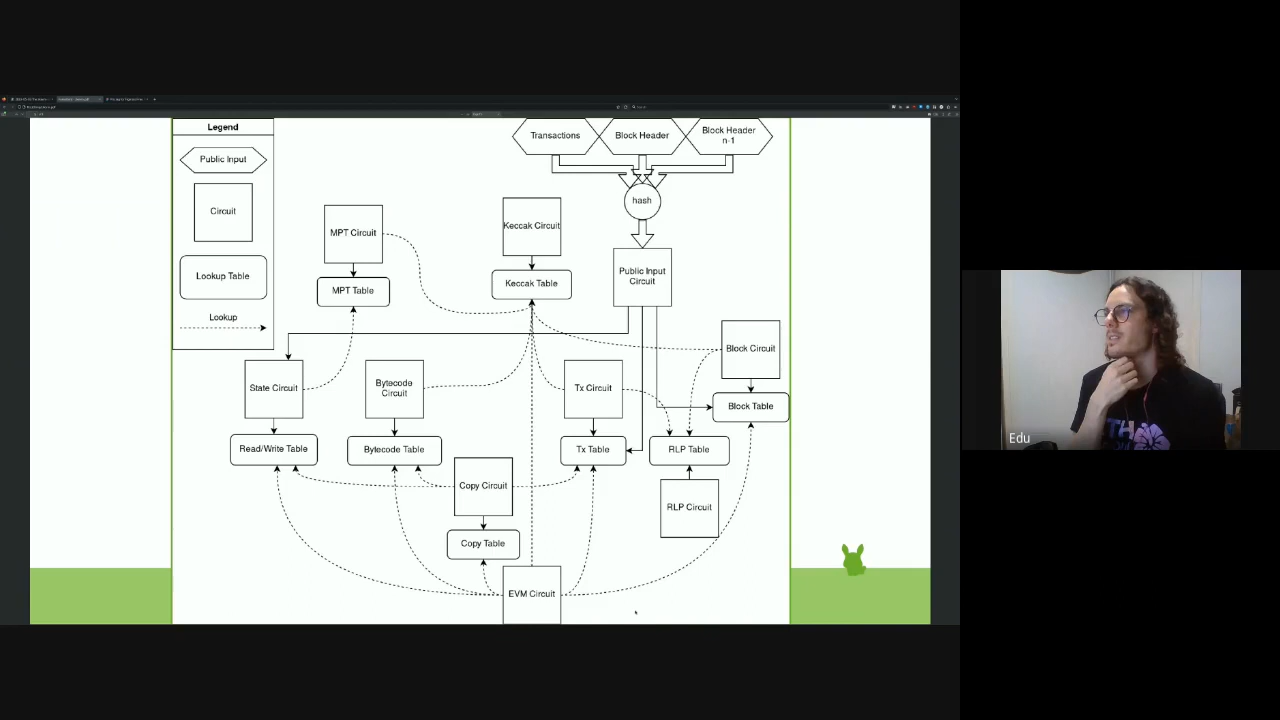 Legend
Public Input
Circuit
Lookup Table
Lookup
Transactions
Block Header
Block Header
n-1
hash
MPT Circuit
Keccak Circuit
Public Input
Circuit
MPT Table
Keccak Table
Block Circuit
State Circuit
Bytecode
Circuit
Tx Circuit
Block Table
Read/Write Table
Bytecode Table
Tx Table
RLP Table
Copy Circuit
RLP Circuit
Copy Table
EVM Circuit
Edu